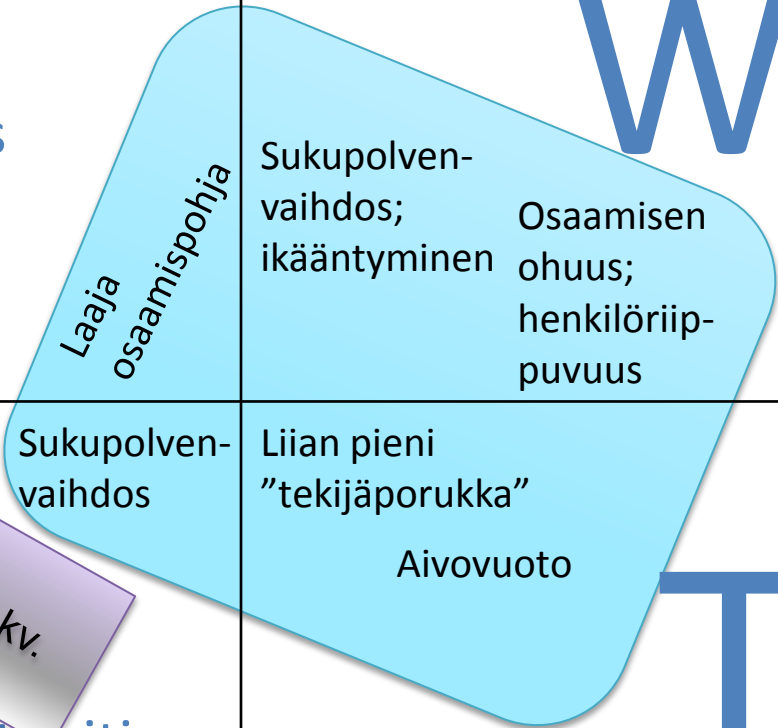 W
s
Laaja
osaamispohja
Sukupolven-
vaihdos;
ikääntyminen
Osaamisen
ohuus;
henkilöriip-
puvuus
Sukupolven-
vaihdos
Liian pieni
”tekijäporukka”
Aivovuoto
T
kv.